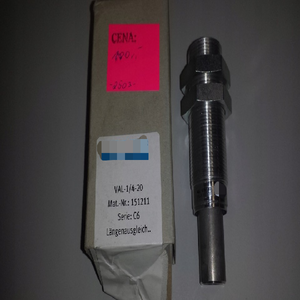 CENA:
VAL-1/4-20
Mat.-Nr.: 151211
Serie: C6
Längenausgleich...